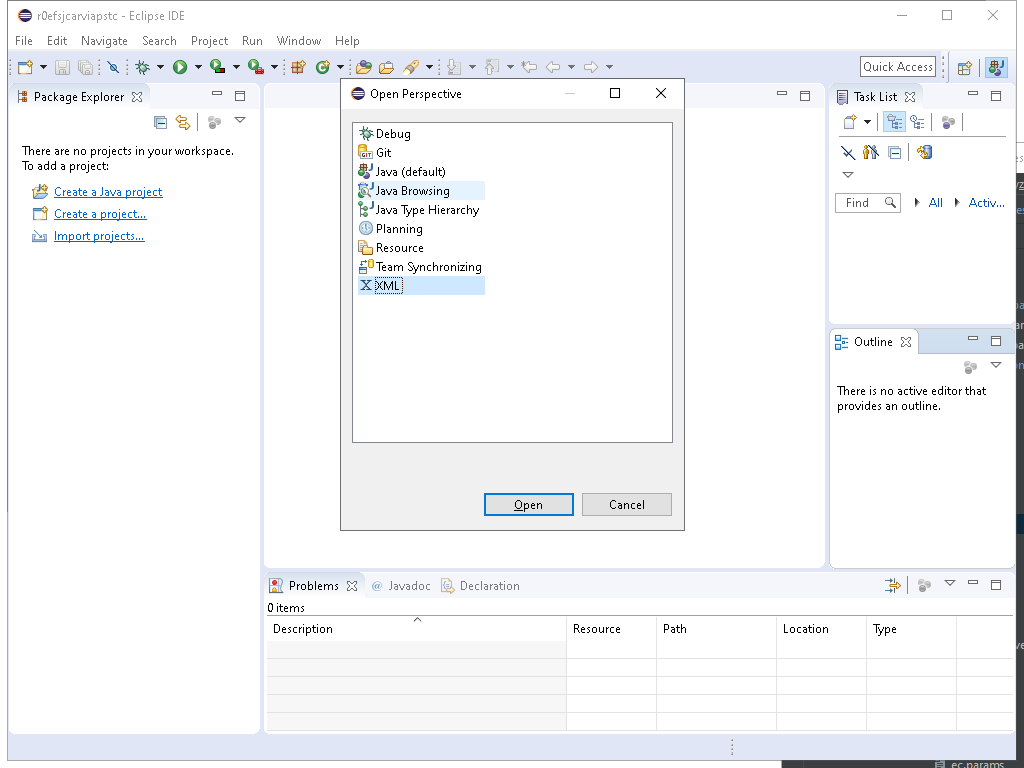 r0efsjcarviapstc - Eclipse IDE
File Edit Navigate Search Project Run Window Help
Quick Access
Package Explorer
There are no projects in your workspace.
To add a project:
Create a Java project
Create a project...
Import projects...
Open Perspective
Debug
GIT Git
Java (default)
Java Browsing
Java Type Hierarchy
Planning
Resource
Team Synchronizing
X XML
Open Cancel
Task List
Find All Activ...
Outline
There is no active editor that
provides an outline.
Problems @ Javadoc Declaration
0 items
Description Resource Path Location Type
ec.params